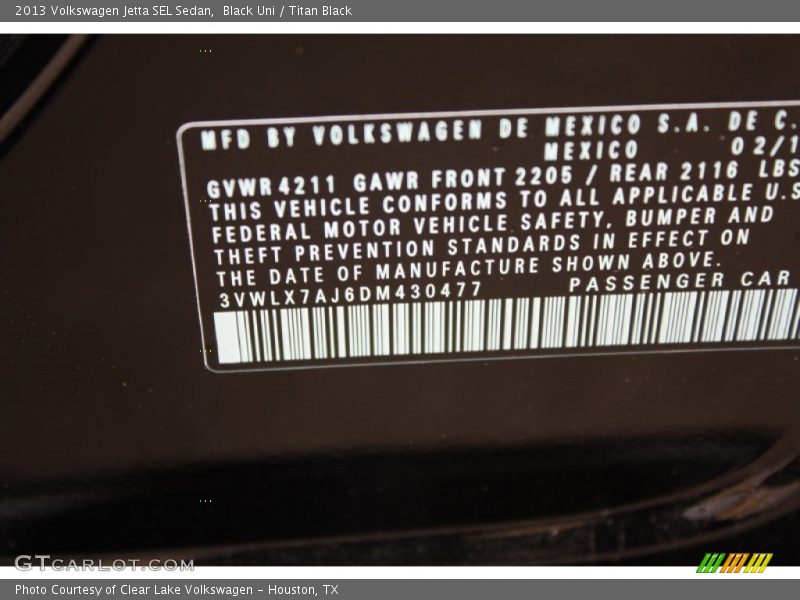 2013 Volkswagen Jetta SEL Sedan,  Black Uni / Titan Black
MFD BY VOLKSWAGEN DE MEXICO S.A. DE C.
MEXICO 02/1
GVWR 4211 GAWR FRONT 2205 / REAR 2116 LBS
THIS VEHICLE CONFORMS TO ALL APPLICABLE U.S
FEDERAL MOTOR VEHICLE SAFETY, BUMPER AND
THEFT PREVENTION STANDARDS IN EFFECT ON
THE DATE OF MANUFACTURE SHOWN ABOVE.
3VWLX7AJ6DM430477 PASSENGER CAR
GTCARLOT.COM
Photo Courtesy of Clear Lake Volkswagen – Houston, TX